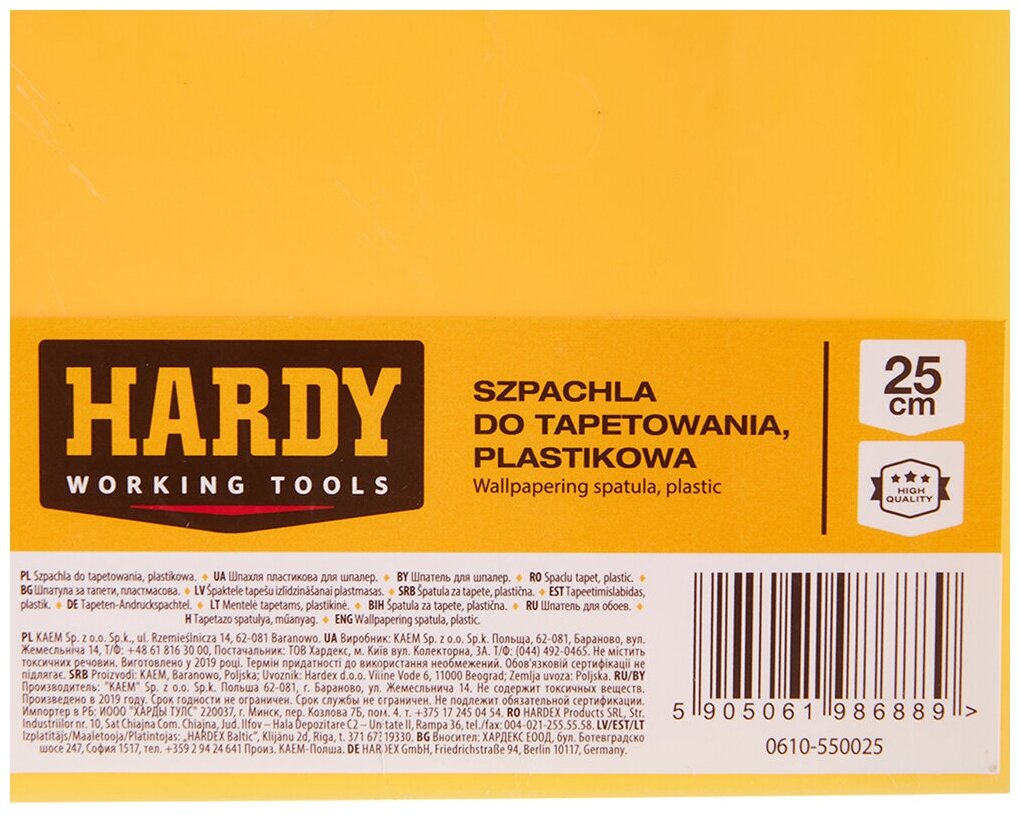 HARDY
WORKING TOOLS
SZPACHLA
DO TAPETOWANIA,
PLASTIKOWA
Wallpapering spatula, plastic
25
cm
HIGH
QUALITY
PL Szpachla do tapetowania, plastikowa. ◆ UA Шпахля пластикова для шпалер. ◆ BY Шпатель для шпалер. ◆ RO Spaclu tapet, plastic. ◆
BG Шпатула за тапети, пластмасова. ◆ LV Špaktele tapešu izlīdzināšanai plastmasas. ◆ SRB Špatula za tapete, plastična. ◆ EST Tapeetimislabidas,
plastik. ◆ DE Tapeten-Andruckspachtel. ◆ LT Mentelė tapetams, plastikinė. ◆ BIH Špatula za tapete, plastična. ◆ RU Шпатель для обоев. ◆
H Tapetazo spatulya, műanyag. ◆ ENG Wallpapering spatula, plastic.
PL KAEM Sp. z o.o. Sp.k., ul. Rzemieślnicza 14, 62-081 Baranowo. UA Виробник: КАЕМ Sp. z o.o. Sp.k. Польща, 62-081, Бараново, вул.
Жемесьлніча 14, Т/Ф: +48 61 816 30 00, Постачальник: ТОВ Хардекс, м. Київ вул. Колекторна, 3А. Т/Ф: (044) 492-0465. Не містить
токсичних речовин. Виготовлено у 2019 році. Термін придатності до використання необмежений. Обов'язковій сертифікації не
підлягає. SRB Proizvodi: KAEM, Baranowo, Poljska; Uvoznik: Hardex d.o.o. Viline Vode 6, 11000 Beograd; Zemlja uvoza: Poljska. RU/BY
Производитель: "КАЕМ" Sp. z o.o. Sp.k. Польша 62-081, г. Бараново, ул. Жемеслънича 14. Не содержит токсичных веществ.
Произведено в 2019 году. Срок годности не ограничен. Срок службы не ограничен. Не подлежит обязательной сертификации.
Импортер в РБ: ИООО "ХАРДЫ ТУЛС" 220037, г. Минск, пер. Козлова 7Б, пом. 4. т. +375 17 245 04 54. RO HARDEX Products SRL, Str.
Industriilor nr. 10, Sat Chiajna Com. Chiajna, Jud. Ilfov – Hala Depozitare C2 – Unitate II, Rampa 36, tel./fax: 004-021-255.55.58. LV/EST/LT
Izplatītājs/Maaletooja/Platintojas: „HARDEX Baltic”, Klijānu 2d, Riga, t. 371 67319330. BG Вносител: ХАРДЕКС ЕООД, бул. Ботевградско
шосе 247, София 1517, тел. +359 2 94 24 641 Произ. КАЕМ-Полша. DE HARDEX GmbH, Friedrichstraße 94, Berlin 10117, Germany.
5 905061 986889 >
0610-550025